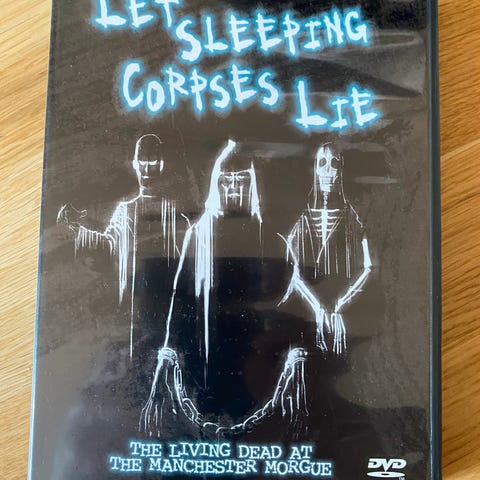 LET
SLEEPING
CORPSES LIE
THE LIVING DEAD AT
THE MANCHESTER MORGUE
DVD